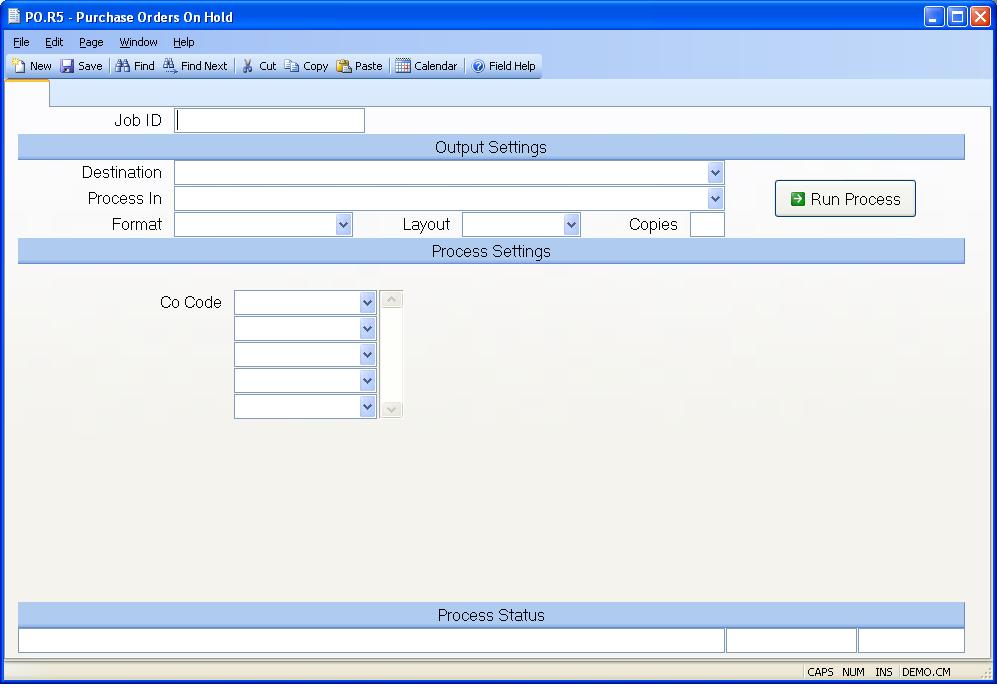 PO.R5 - Purchase Orders On Hold
File Edit Page Window Help
New Save Find Find Next Cut Copy Paste Calendar Field Help
Job ID
Output Settings
Destination
Process In
Run Process
Format Layout Copies
Process Settings
Co Code
Process Status
CAPS NUM INS DEMO.CM